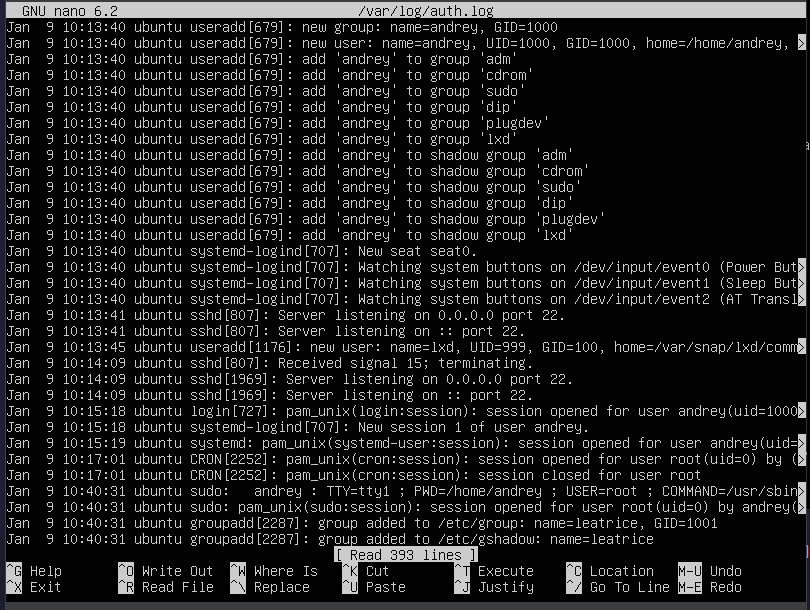 GNU nano 6.2 /var/log/auth.log
Jan  9 10:13:40 ubuntu useradd[679]: new group: name=andrey, GID=1000
Jan  9 10:13:40 ubuntu useradd[679]: new user: name=andrey, UID=1000, GID=1000, home=/home/andrey, >
Jan  9 10:13:40 ubuntu useradd[679]: add 'andrey' to group 'adm'
Jan  9 10:13:40 ubuntu useradd[679]: add 'andrey' to group 'cdrom'
Jan  9 10:13:40 ubuntu useradd[679]: add 'andrey' to group 'sudo'
Jan  9 10:13:40 ubuntu useradd[679]: add 'andrey' to group 'dip'
Jan  9 10:13:40 ubuntu useradd[679]: add 'andrey' to group 'plugdev'
Jan  9 10:13:40 ubuntu useradd[679]: add 'andrey' to group 'lxd'
Jan  9 10:13:40 ubuntu useradd[679]: add 'andrey' to shadow group 'adm'
Jan  9 10:13:40 ubuntu useradd[679]: add 'andrey' to shadow group 'cdrom'
Jan  9 10:13:40 ubuntu useradd[679]: add 'andrey' to shadow group 'sudo'
Jan  9 10:13:40 ubuntu useradd[679]: add 'andrey' to shadow group 'dip'
Jan  9 10:13:40 ubuntu useradd[679]: add 'andrey' to shadow group 'plugdev'
Jan  9 10:13:40 ubuntu useradd[679]: add 'andrey' to shadow group 'lxd'
Jan  9 10:13:40 ubuntu systemd-logind[707]: New seat seat0.
Jan  9 10:13:40 ubuntu systemd-logind[707]: Watching system buttons on /dev/input/event0 (Power But>
Jan  9 10:13:40 ubuntu systemd-logind[707]: Watching system buttons on /dev/input/event1 (Sleep But>
Jan  9 10:13:40 ubuntu systemd-logind[707]: Watching system buttons on /dev/input/event2 (AT Transl>
Jan  9 10:13:41 ubuntu sshd[807]: Server listening on 0.0.0.0 port 22.
Jan  9 10:13:41 ubuntu sshd[807]: Server listening on :: port 22.
Jan  9 10:13:45 ubuntu useradd[1176]: new user: name=lxd, UID=999, GID=100, home=/var/snap/lxd/comm>
Jan  9 10:14:09 ubuntu sshd[807]: Received signal 15; terminating.
Jan  9 10:14:09 ubuntu sshd[1969]: Server listening on 0.0.0.0 port 22.
Jan  9 10:14:09 ubuntu sshd[1969]: Server listening on :: port 22.
Jan  9 10:15:18 ubuntu login[727]: pam_unix(login:session): session opened for user andrey(uid=1000>
Jan  9 10:15:18 ubuntu systemd-logind[707]: New session 1 of user andrey.
Jan  9 10:15:19 ubuntu systemd: pam_unix(systemd-user:session): session opened for user andrey(uid=>
Jan  9 10:17:01 ubuntu CRON[2252]: pam_unix(cron:session): session opened for user root(uid=0) by (>
Jan  9 10:17:01 ubuntu CRON[2252]: pam_unix(cron:session): session closed for user root
Jan  9 10:40:31 ubuntu sudo:   andrey : TTY=tty1 ; PWD=/home/andrey ; USER=root ; COMMAND=/usr/sbin>
Jan  9 10:40:31 ubuntu sudo: pam_unix(sudo:session): session opened for user root(uid=0) by andrey(>
Jan  9 10:40:31 ubuntu groupadd[2287]: group added to /etc/group: name=leatrice, GID=1001
Jan  9 10:40:31 ubuntu groupadd[2287]: group added to /etc/gshadow: name=leatrice
[ Read 393 lines ]
^G Help ^O Write Out ^W Where Is ^K Cut ^T Execute ^C Location M-U Undo
^X Exit ^R Read File ^\ Replace ^U Paste ^J Justify ^/ Go To Line M-E Redo